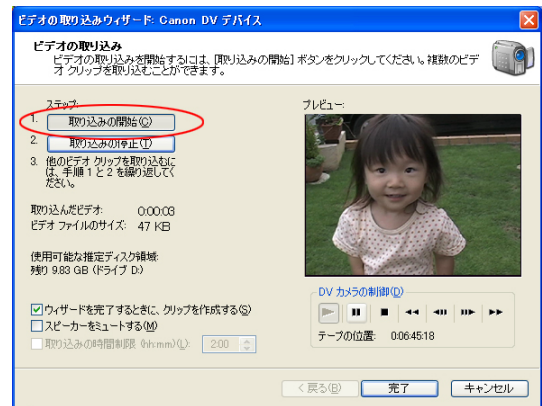 ビデオの取り込みウィザード: Canon DV デバイス
ビデオの取り込み
ビデオの取り込みを開始するには、[取り込みの開始] ボタンをクリックしてください。複数のビデ
オ クリップを取り込むことができます。
ステップ:
1. 取り込みの開始(C)
2. 取り込みの停止(T)
3. 他のビデオ クリップを取り込むに
は、手順 1 と 2 を繰り返してく
ださい。
取り込んだビデオ: 0:00:03
ビデオ ファイルのサイズ: 47 KB
使用可能な推定ディスク領域:
残り 9.83 GB (ドライブ D:)
ウィザードを完了するときに、クリップを作成する(S)
スピーカーをミュートする(M)
取り込みの時間制限 (hh:mm)(L): 2:00
プレビュー:
DV カメラの制御(D)
テープの位置: 0:06:45:18
< 戻る(B)
完了
キャンセル